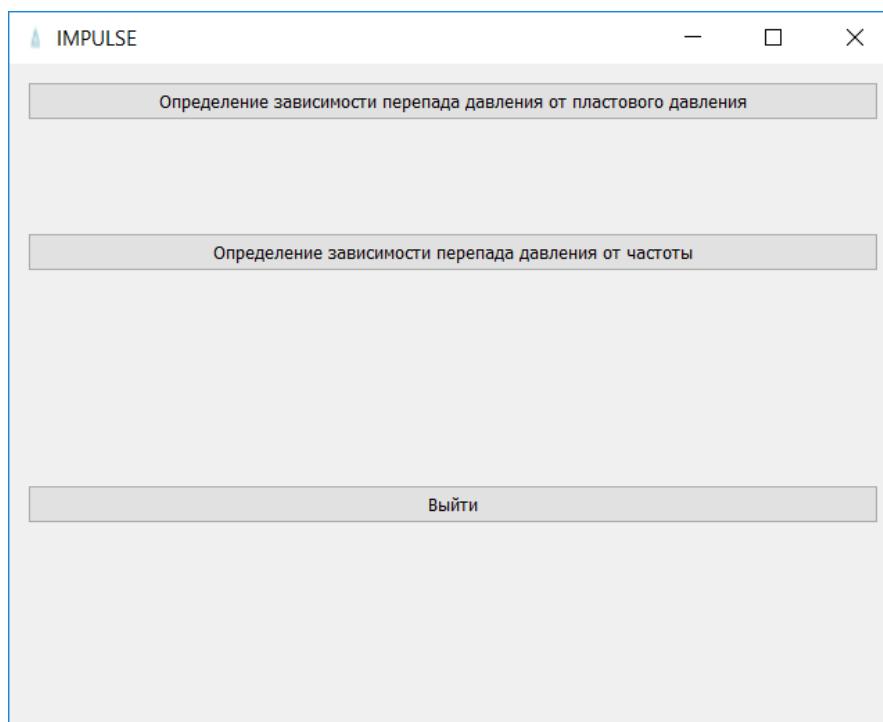 IMPULSE
Определение зависимости перепада давления от пластового давления
Определение зависимости перепада давления от частоты
Выйти